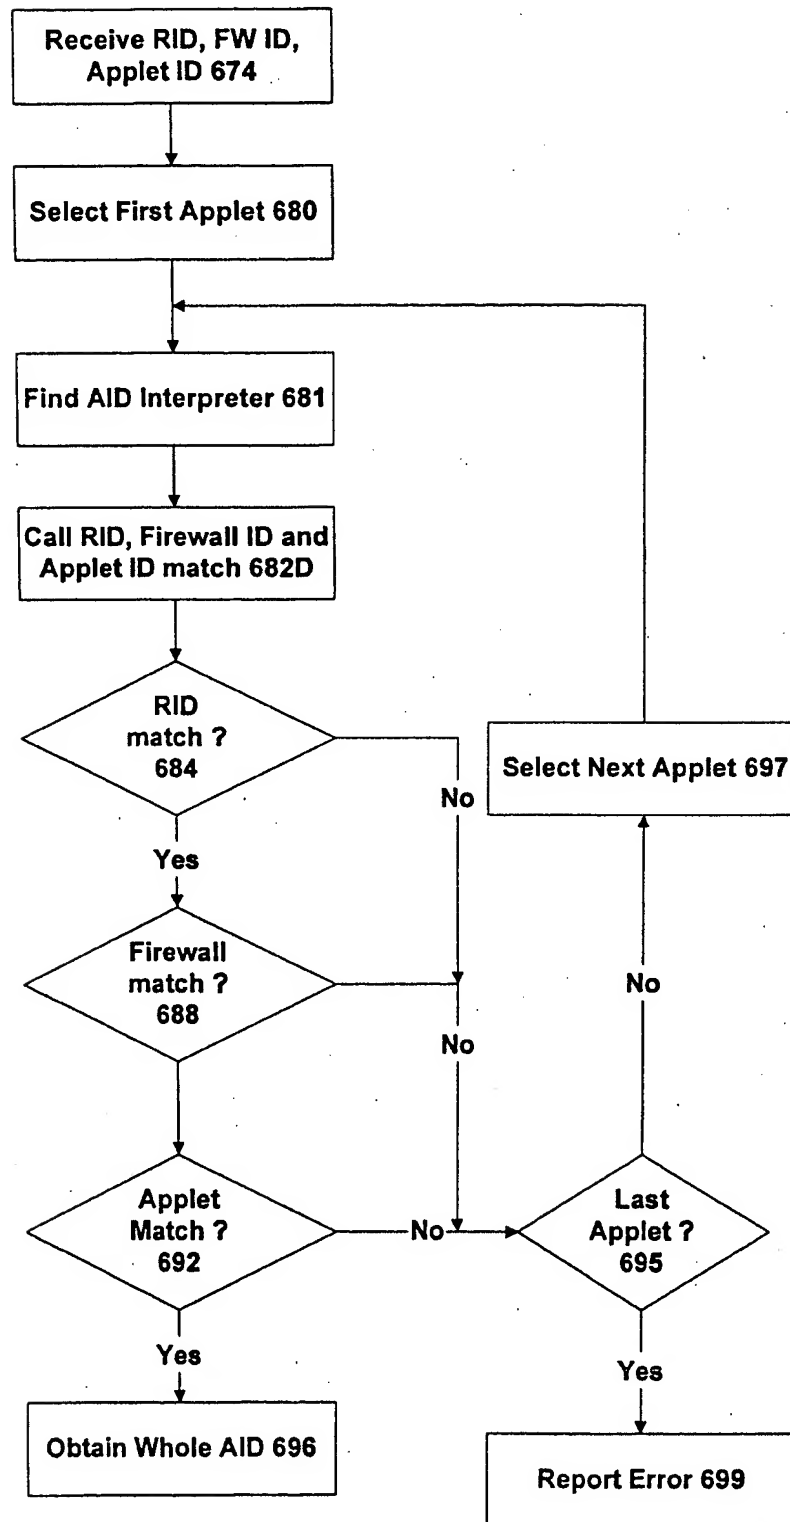 Receive RID, FW ID,
Applet ID 674
Select First Applet 680
Find AID Interpreter 681
Call RID, Firewall ID and
Applet ID match 682D
RID
match ?
684
No
Yes
Select Next Applet 697
Firewall
match ?
688
No
No
Applet
Match ?
692
No
Last
Applet ?
695
Yes
Yes
Obtain Whole AID 696
Report Error 699